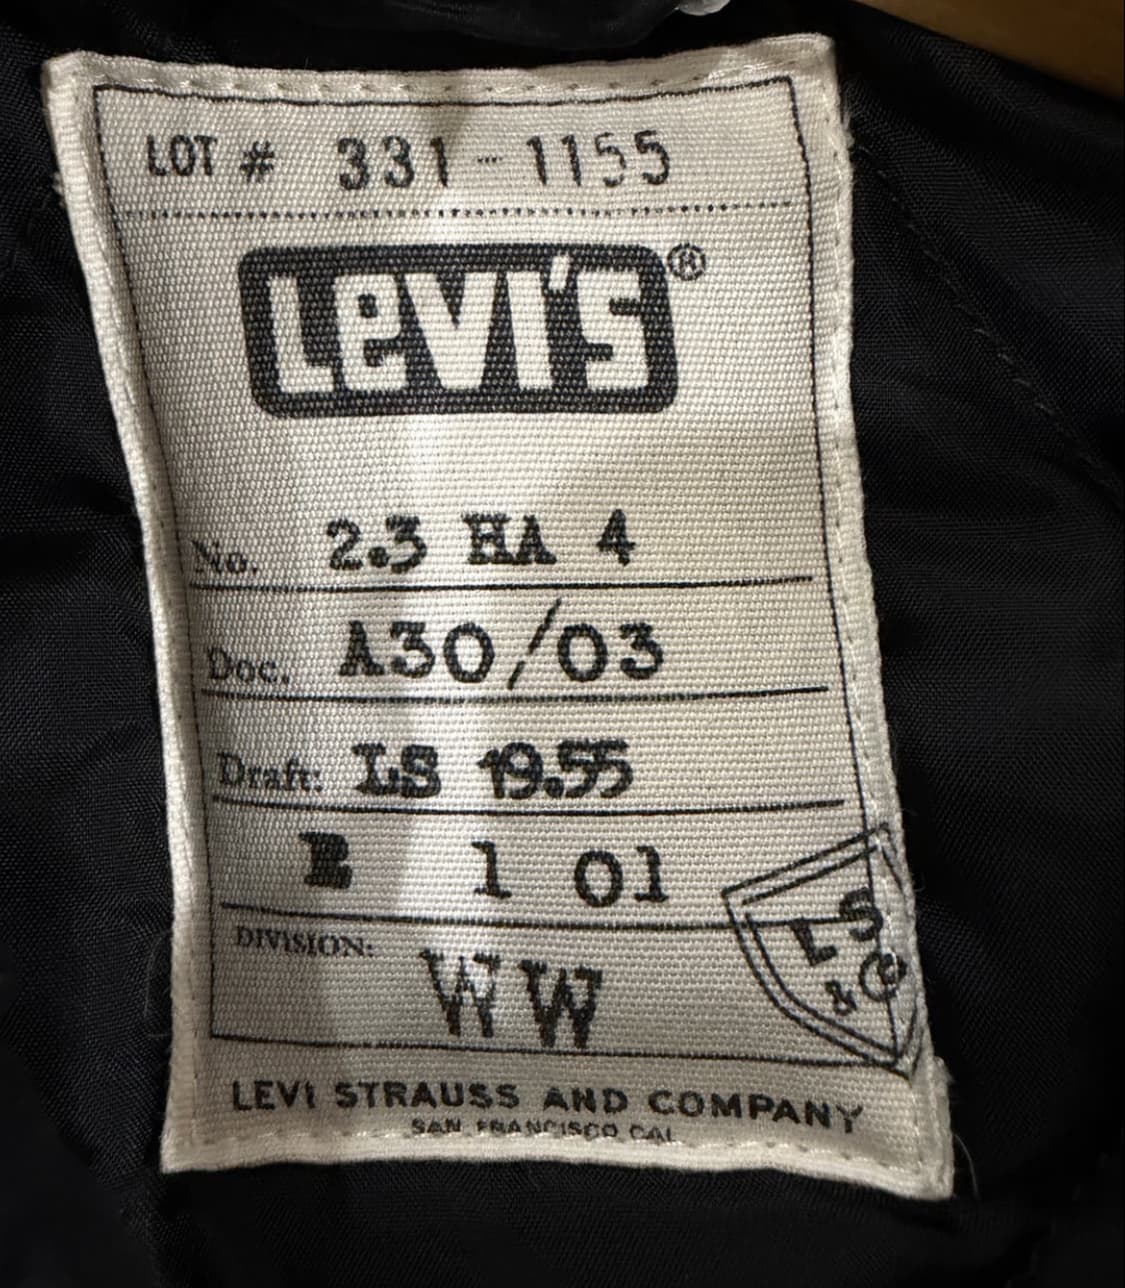 LOT # 331-1155
LEVI'S®
No. 2.3 HA 4
Doc. A30/03
Draft: LS 19.55
E 1 01
DIVISION: WW
LS
&Co
LEVI STRAUSS AND COMPANY
SAN FRANCISCO CAL